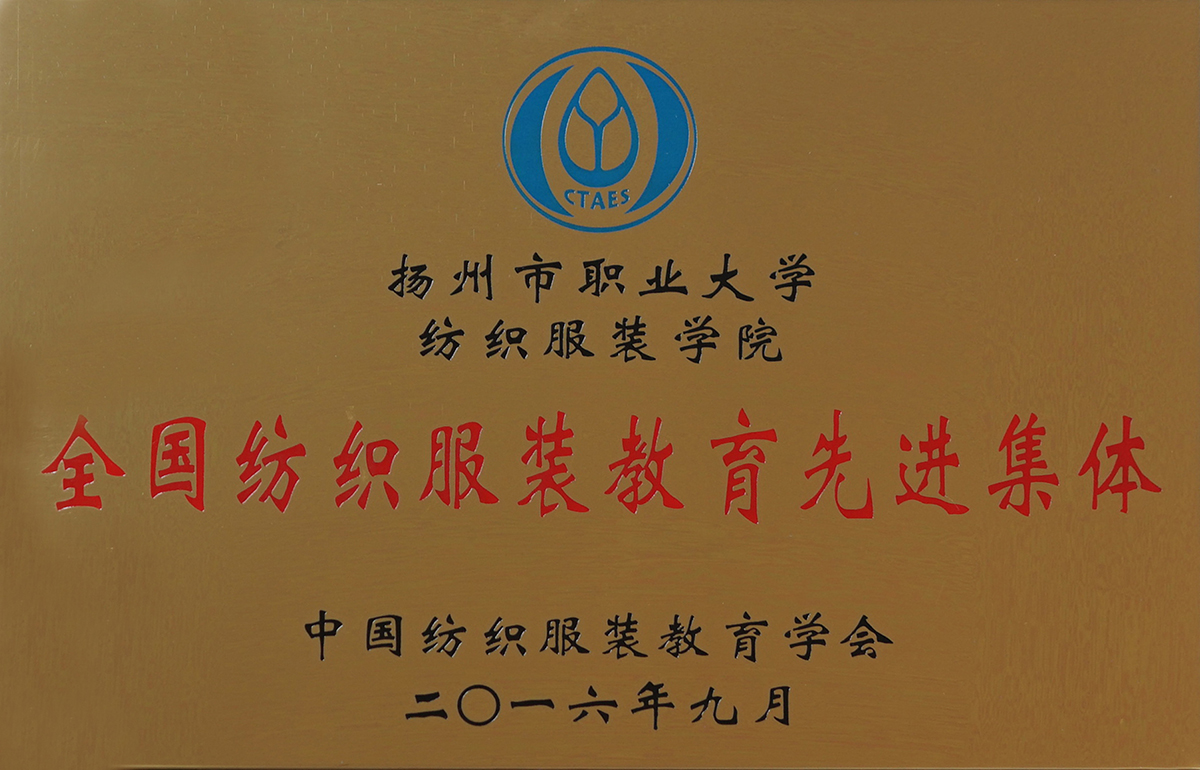 CTAES
扬州市职业大学
纺织服装学院
全国纺织服装教育先进集体
中国纺织服装教育学会
二〇一六年九月